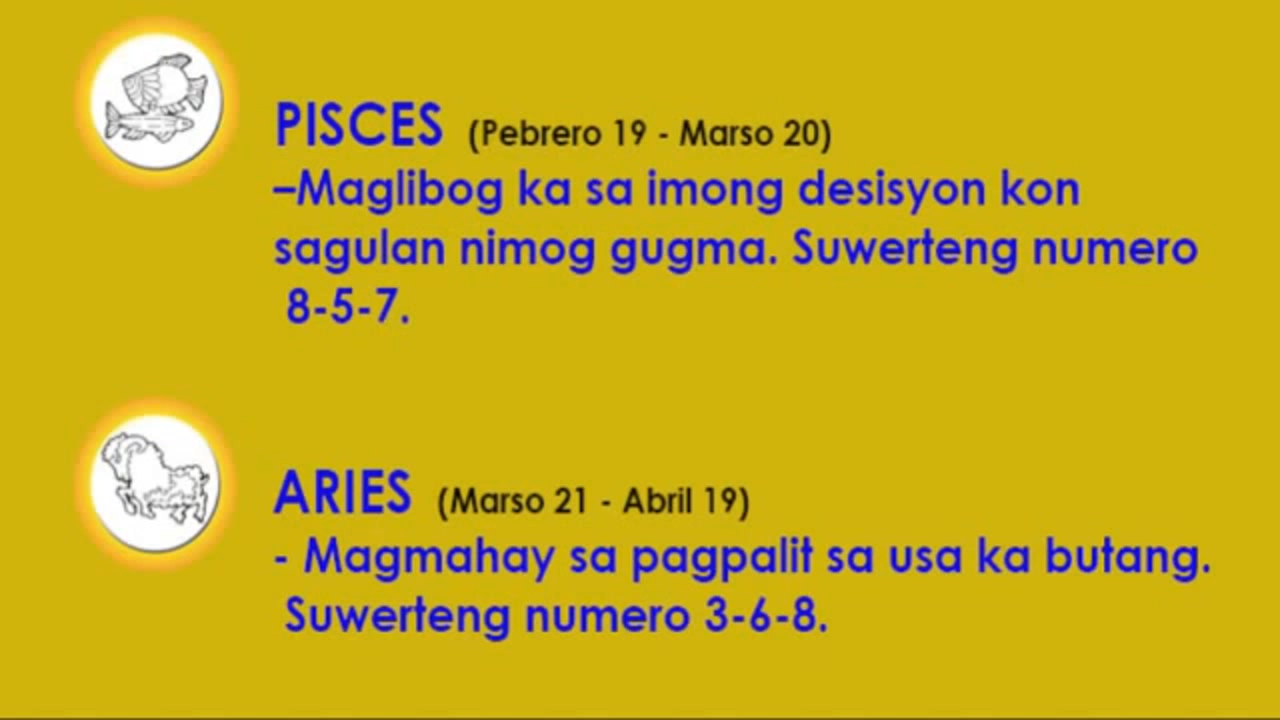 PISCES (Pebrero 19 - Marso 20)
–Maglibog ka sa imong desisyon kon
sagulan nimog gugma. Suwerteng numero
8-5-7.
ARIES (Marso 21 - Abril 19)
- Magmahay sa pagpalit sa usa ka butang.
Suwerteng numero 3-6-8.